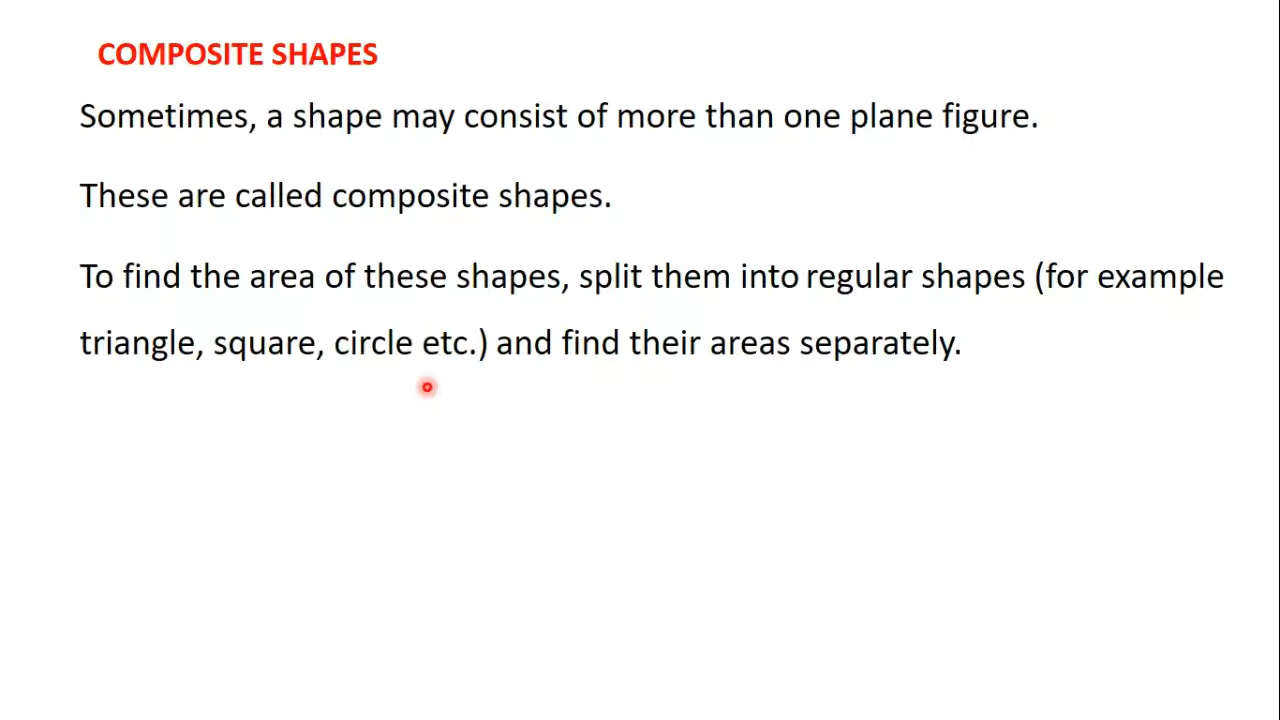 COMPOSITE SHAPES
Sometimes, a shape may consist of more than one plane figure.
These are called composite shapes.
To find the area of these shapes, split them into regular shapes (for example
triangle, square, circle etc.) and find their areas separately.